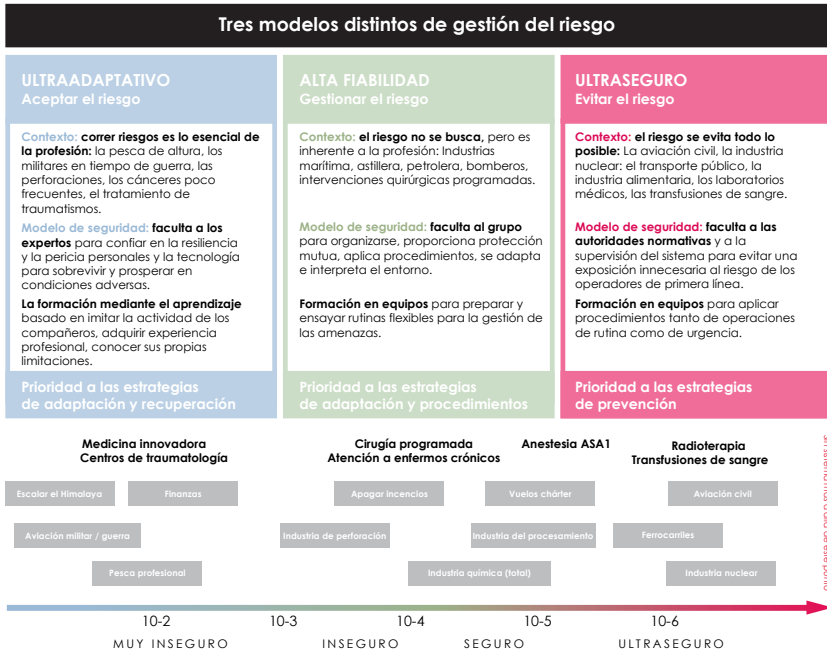 Tres modelos distintos de gestión del riesgo
ULTRAADAPTATIVO
Aceptar el riesgo
Contexto: correr riesgos es lo esencial de
la profesión: la pesca de altura, los
militares en tiempo de guerra, las
perforaciones, los cánceres poco
frecuentes, el tratamiento de
traumatismos.
Modelo de seguridad: faculta a los
expertos para confiar en la resiliencia
y la pericia personales y la tecnología
para sobrevivir y prosperar en
condiciones adversas.
La formación mediante el aprendizaje
basado en imitar la actividad de los
compañeros, adquirir experiencia
profesional, conocer sus propias
limitaciones.
Prioridad a las estrategias
de adaptación y recuperación
ALTA FIABILIDAD
Gestionar el riesgo
Contexto: el riesgo no se busca, pero es
inherente a la profesión: Industrias
marítima, astillera, petrolera, bomberos,
intervenciones quirúrgicas programadas.
Modelo de seguridad: faculta al grupo
para organizarse, proporciona protección
mutua, aplica procedimientos, se adapta
e interpreta el entorno.
Formación en equipos para preparar y
ensayar rutinas flexibles para la gestión de
las amenazas.
Prioridad a las estrategias
de adaptación y procedimientos
ULTRASEGURO
Evitar el riesgo
Contexto: el riesgo se evita todo lo
posible: La aviación civil, la industria
nuclear: el transporte público, la
industria alimentaria, los laboratorios
médicos, las transfusiones de sangre.
Modelo de seguridad: faculta a las
autoridades normativas y a la
supervisión del sistema para evitar una
exposición innecesaria al riesgo de los
operadores de primera línea.
Formación en equipos para aplicar
procedimientos tanto de operaciones
de rutina como de urgencia.
Prioridad a las estrategias
de prevención
Medicina innovadora
Centros de traumatología
Cirugía programada
Atención a enfermos crónicos
Anestesia ASA1
Radioterapia
Transfusiones de sangre
Escalar el Himalaya
Finanzas
Apagar incencios
Vuelos chárter
Aviación civil
Aviación militar / guerra
Industria de perforación
Industria del procesamiento
Ferrocarriles
Pesca profesional
Industria química (total)
Industria nuclear
10-2
10-3
10-4
10-5
10-6
MUY INSEGURO
INSEGURO
SEGURO
ULTRASEGURO